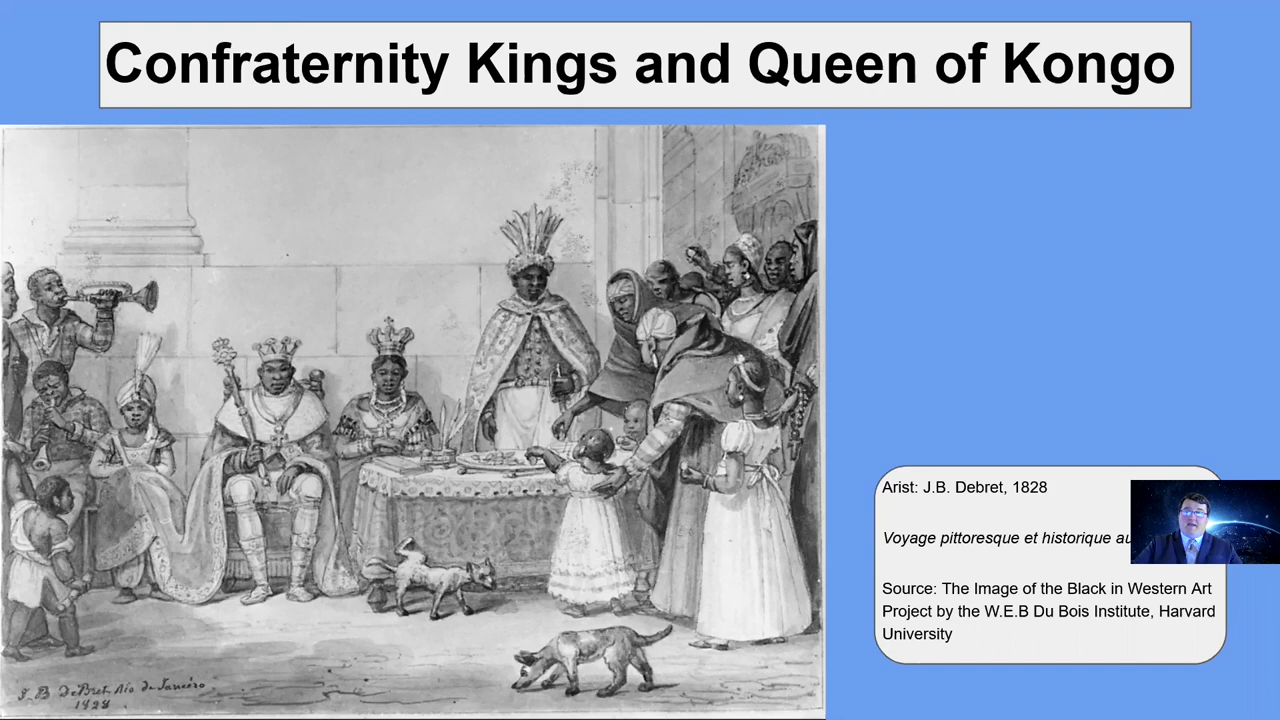 Confraternity Kings and Queen of Kongo
Arist: J.B. Debret, 1828
Voyage pittoresque et historique au
Source: The Image of the Black in Western Art
Project by the W.E.B Du Bois Institute, Harvard
University
J. B. DeBret Rio de Janeiro
1828